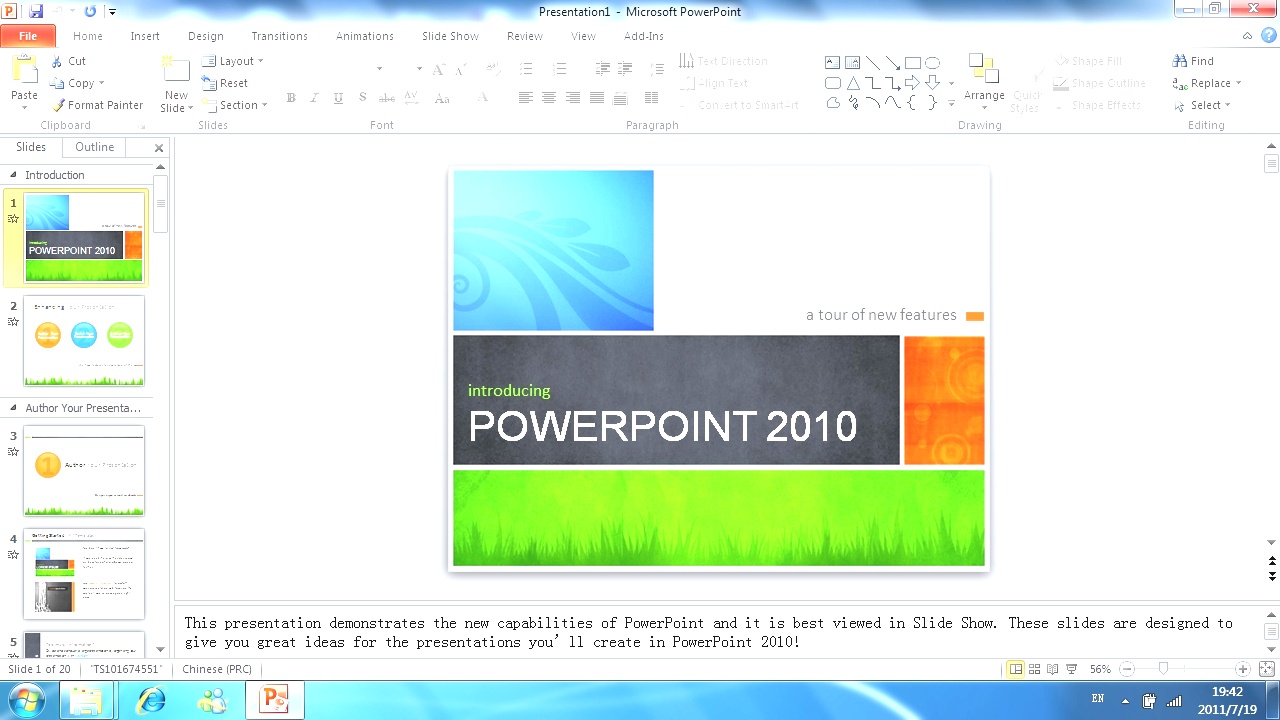 Presentation1 - Microsoft PowerPoint
File Home Insert Design Transitions Animations Slide Show Review View Add-Ins
Paste
Cut
Copy
Format Painter
Clipboard
New Slide
Layout
Reset
Section
Slides
B I U abc AV Aa A
Font
Text Direction
Align Text
Convert to SmartArt
Paragraph
Arrange
Quick Styles
Shape Fill
Shape Outline
Shape Effects
Drawing
Find
Replace
Select
Editing
Slides Outline
Introduction
1
a tour of new features
introducing
POWERPOINT 2010
2
Enhancing Your Presentation
Author Your Presenta...
3
1
Author Your Presentation
4
5
a tour of new features
introducing
POWERPOINT 2010
This presentation demonstrates the new capabilities of PowerPoint and it is best viewed in Slide Show. These slides are designed to
give you great ideas for the presentations you'll create in PowerPoint 2010!
Slide 1 of 20 "TS101674551" Chinese (PRC) 56%
EN 19:42
2011/7/19